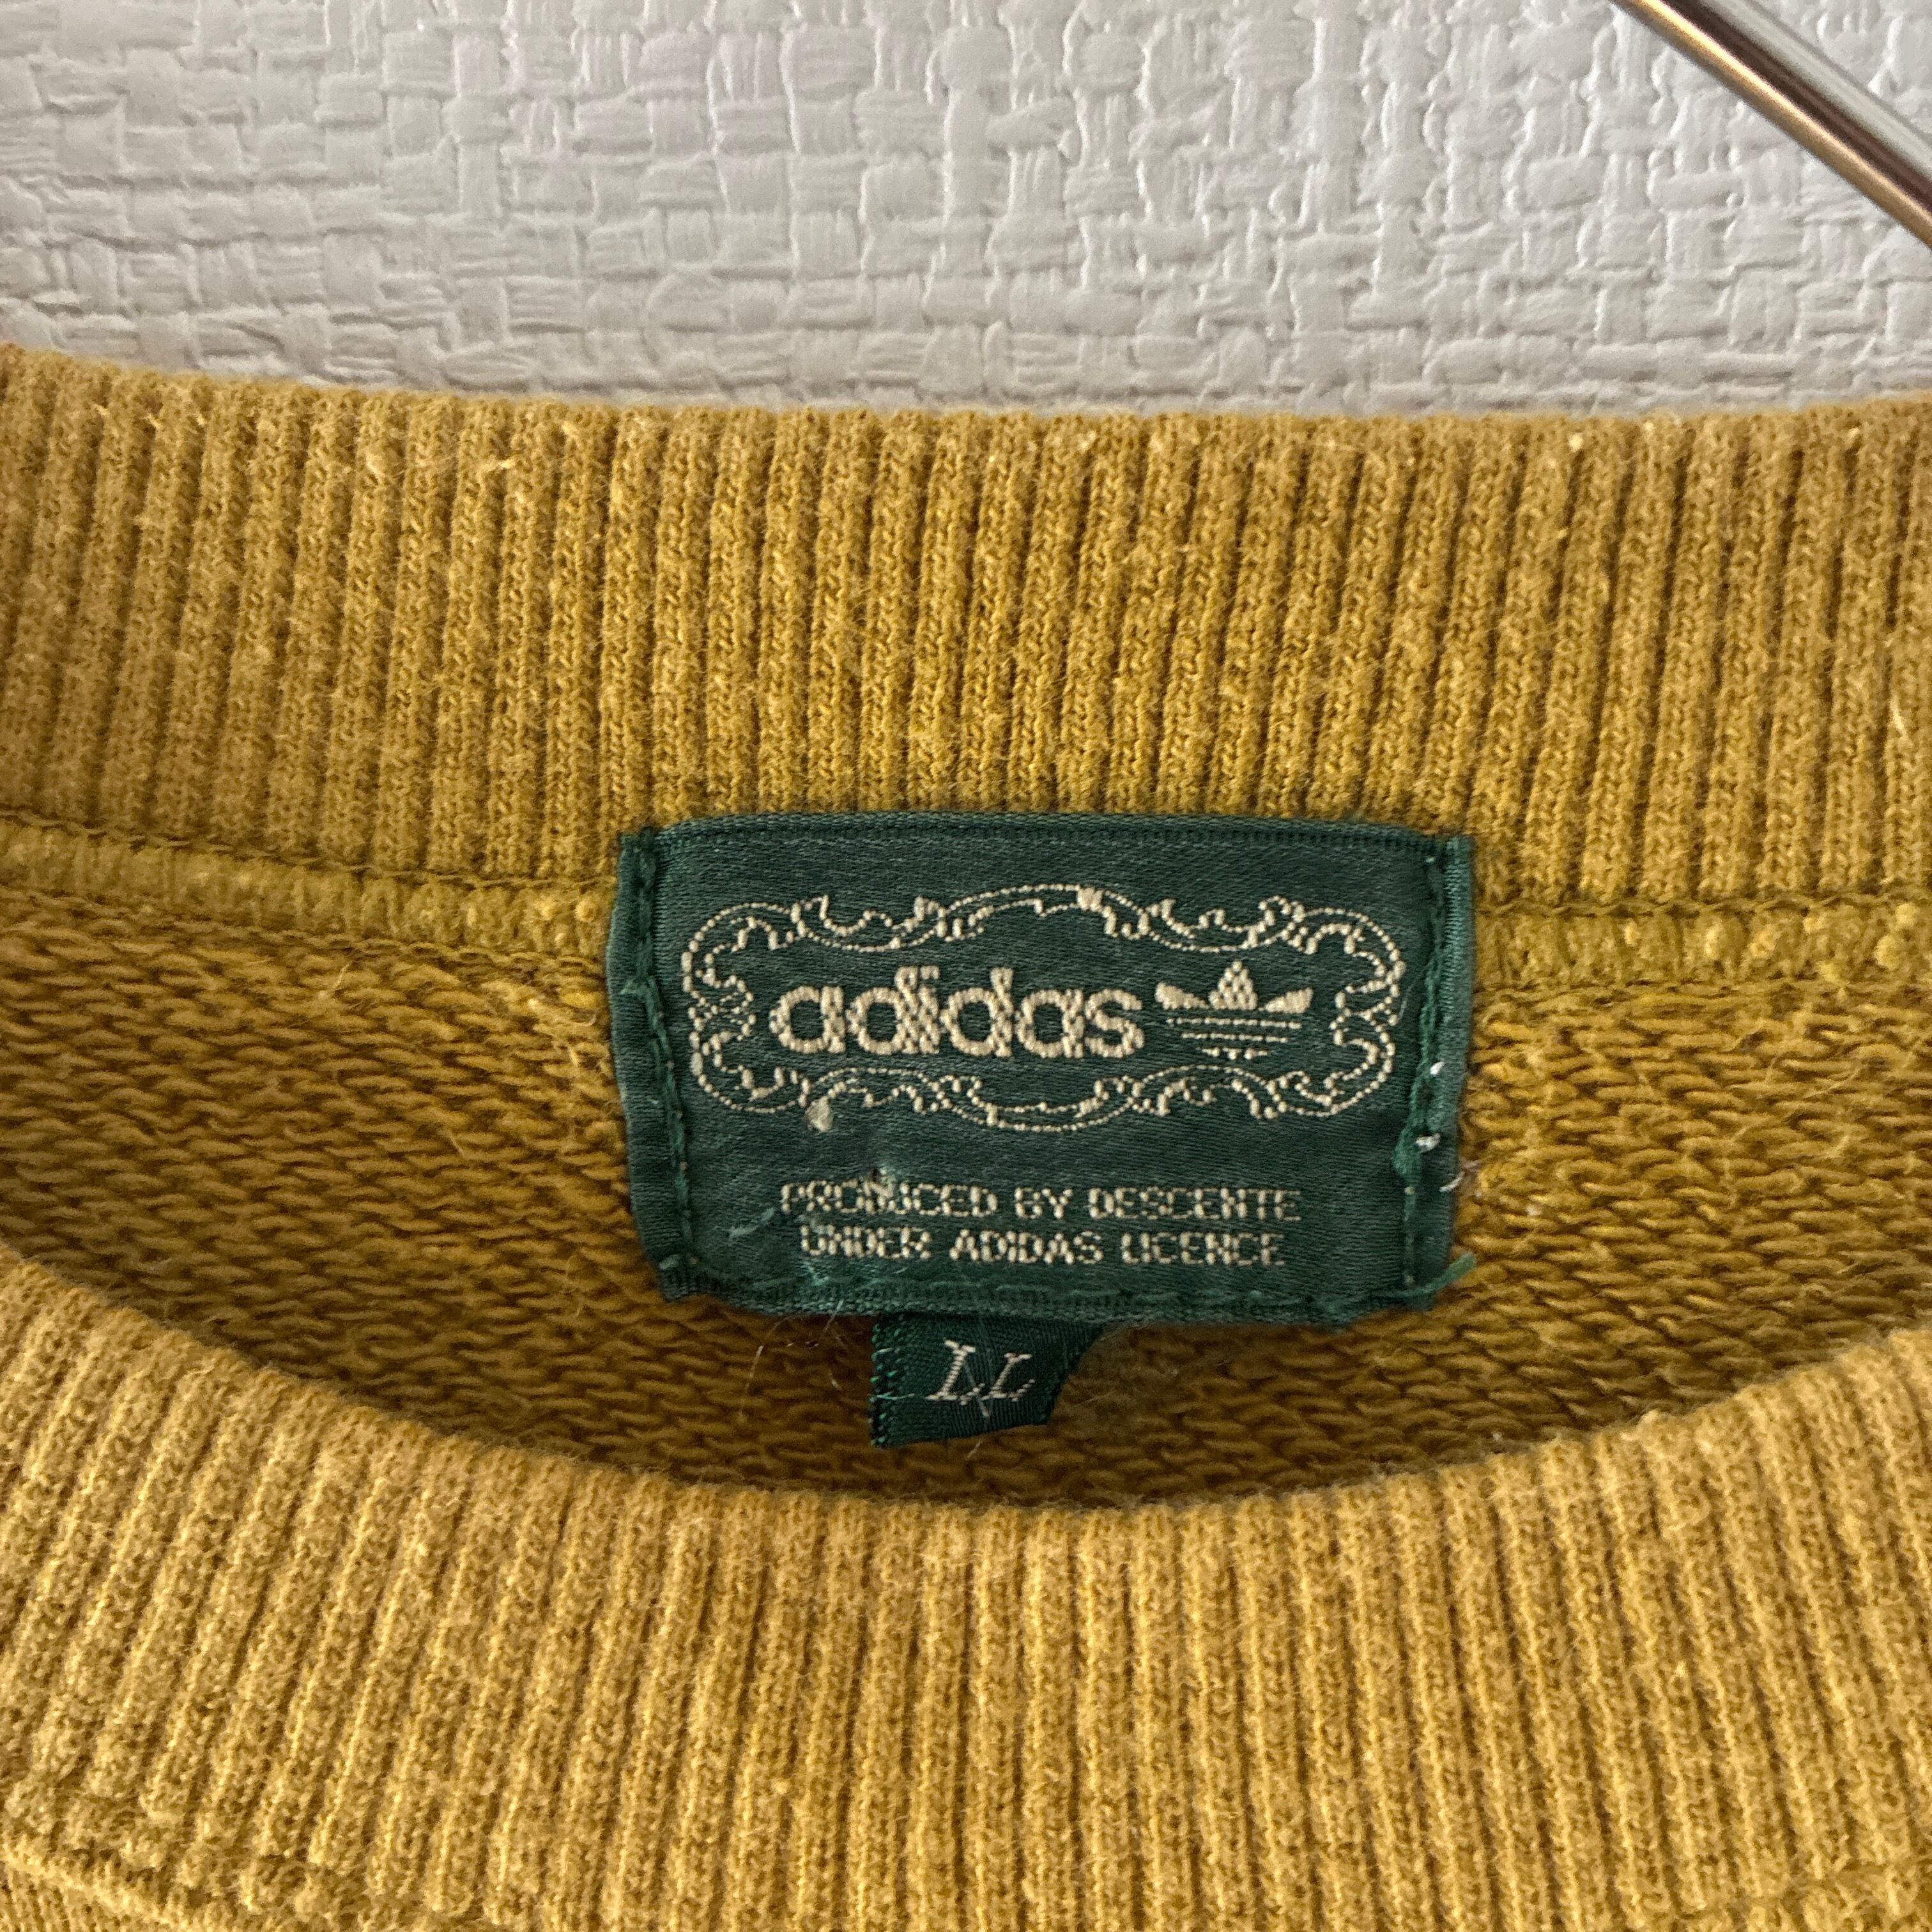 adidas
PRODUCED BY DESCENTE
UNDER ADIDAS LICENCE
LL